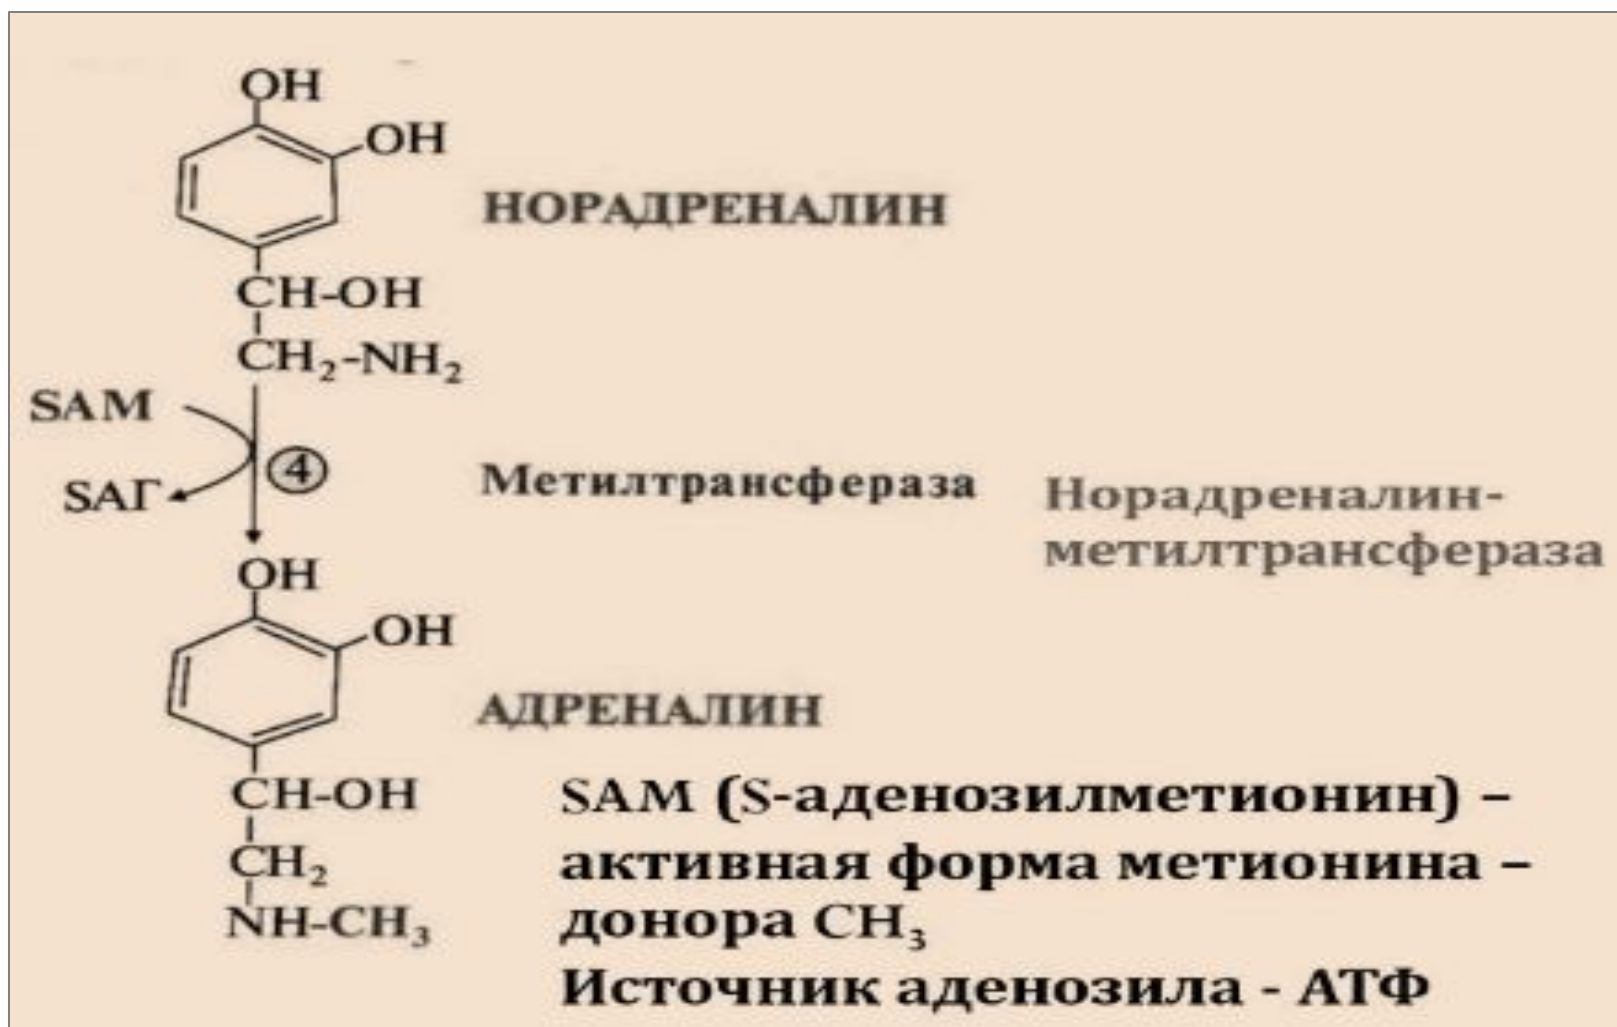 OH
OH
НОРАДРЕНАЛИН
CH-OH
CH₂-NH₂
SAM
SAГ
4
Метилтрансфераза
Норадреналин-
метилтрансфераза
OH
OH
АДРЕНАЛИН
CH-OH
CH₂
NH-CH₃
SAM (S-аденозилметионин) –
активная форма метионина –
донора CH₃
Источник аденозила - АТФ